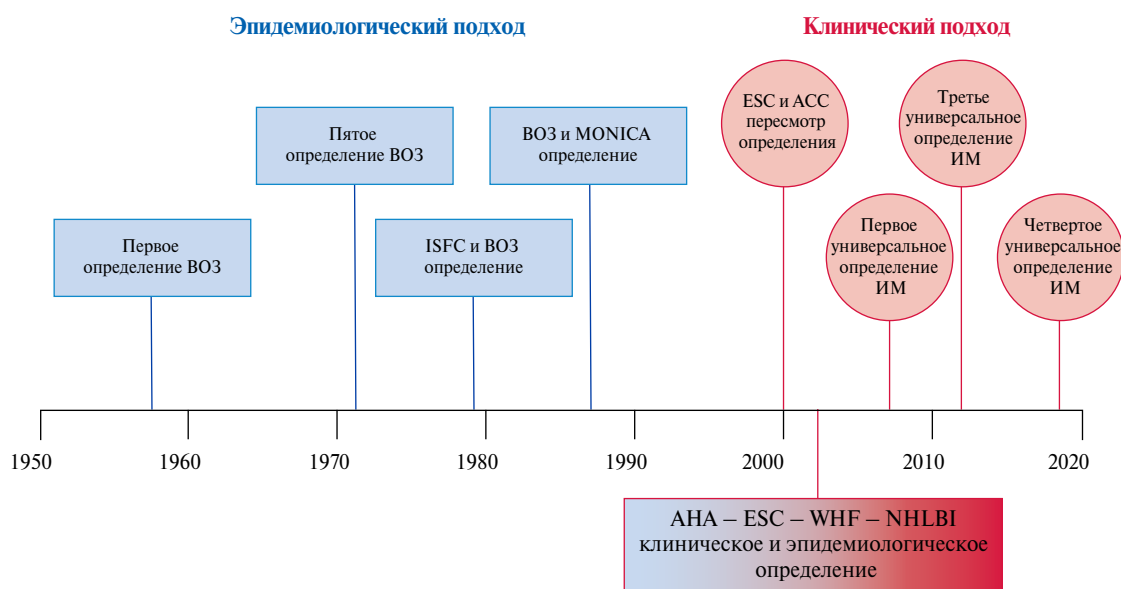 Эпидемиологический подход
Клинический подход
Первое
определение ВОЗ
Пятое
определение ВОЗ
ISFC и ВОЗ
определение
ВОЗ и MONICA
определение
ESC и ACC
пересмотр
определения
Первое
универсальное
определение
ИМ
Третье
универсальное
определение
ИМ
Четвертое
универсальное
определение
ИМ
1950
1960
1970
1980
1990
2000
2010
2020
AHA – ESC – WHF – NHLBI
клиническое и эпидемиологическое
определение